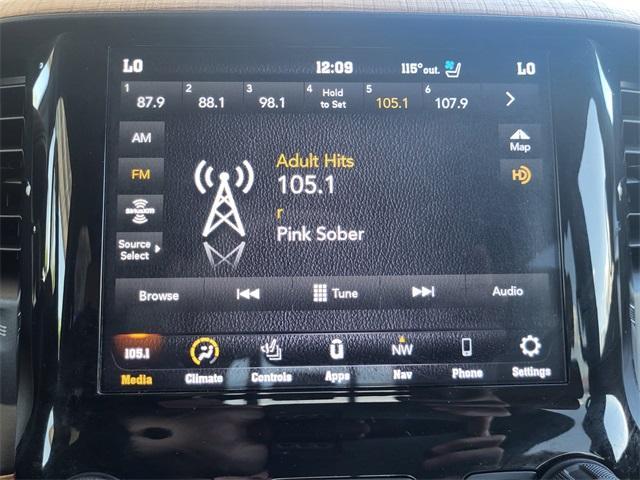 LO 12:09 115° out. LO
1 87.9 2 88.1 3 98.1 4 Hold to Set 5 105.1 6 107.9
AM
Map
FM
HD
Adult Hits
105.1
r
Pink Sober
SiriusXM
Source Select
Browse Tune Audio
105.1 NW
Media Climate Controls Apps Nav Phone Settings